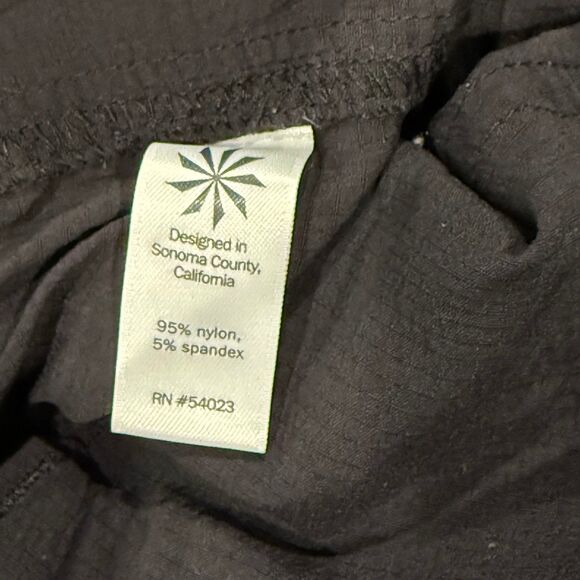 Designed in
Sonoma County,
California
95% nylon,
5% spandex
RN #54023